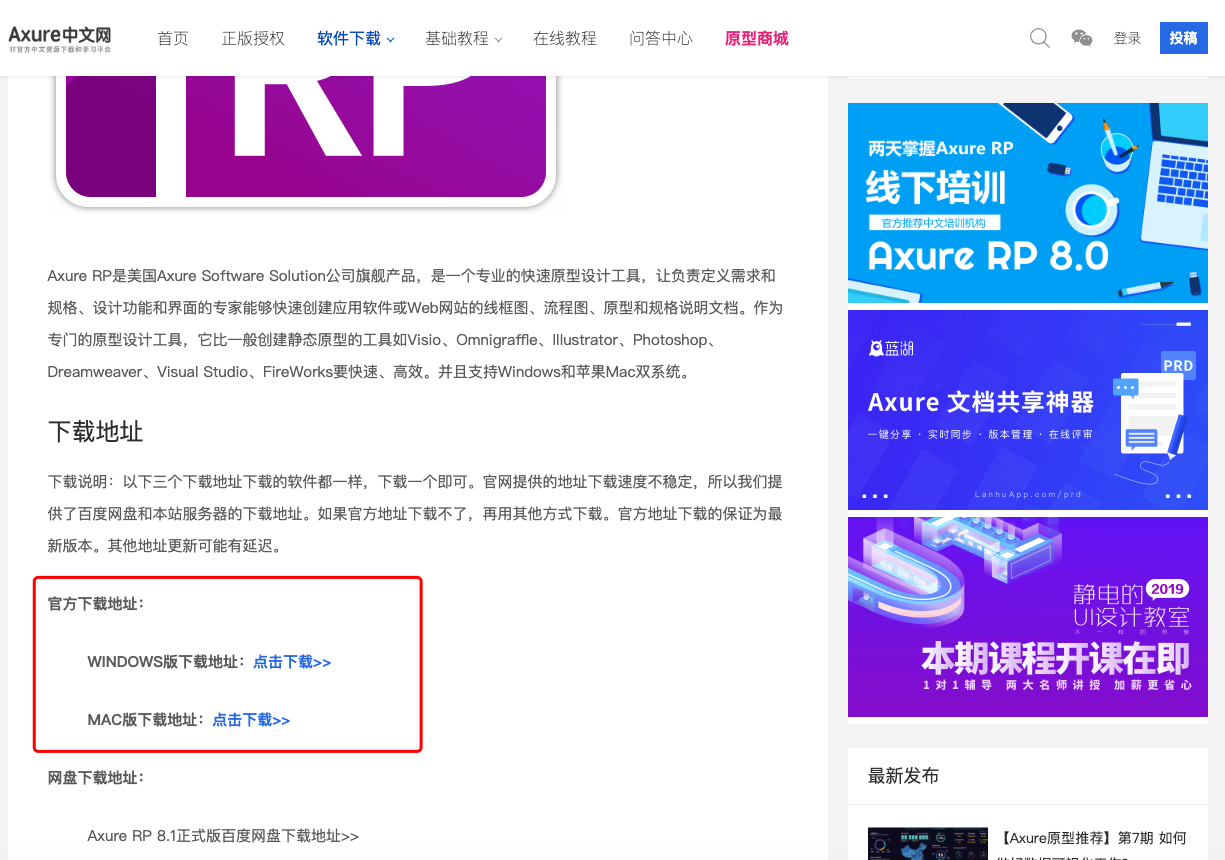 Axure中文网
非官方中文资源下载和学习平台
首页 正版授权 软件下载 基础教程 在线教程 问答中心 原型商城 登录 投稿
RP
Axure RP是美国Axure Software Solution公司旗舰产品，是一个专业的快速原型设计工具，让负责定义需求和
规格、设计功能和界面的专家能够快速创建应用软件或Web网站的线框图、流程图、原型和规格说明文档。作为
专门的原型设计工具，它比一般创建静态原型的工具如Visio、Omnigraffle、Illustrator、Photoshop、
Dreamweaver、Visual Studio、FireWorks要快速、高效。并且支持Windows和苹果Mac双系统。
下载地址
下载说明：以下三个下载地址下载的软件都一样，下载一个即可。官网提供的地址下载速度不稳定，所以我们提
供了百度网盘和本站服务器的下载地址。如果官方地址下载不了，再用其他方式下载。官方地址下载的保证为最
新版本。其他地址更新可能有延迟。
官方下载地址：
WINDOWS版下载地址：点击下载>>
MAC版下载地址：点击下载>>
网盘下载地址：
Axure RP 8.1正式版百度网盘下载地址>>
两天掌握Axure RP
线下培训
官方推荐中文培训机构
Axure RP 8.0
蓝湖
PRD
Axure 文档共享神器
一键分享 · 实时同步 · 版本管理 · 在线评审
LanhuApp.com/prd
静电的 2019
UI设计教室
本期课程开课在即
1对1辅导 两大名师讲授 加薪更省心
最新发布
【Axure原型推荐】第7期 如何